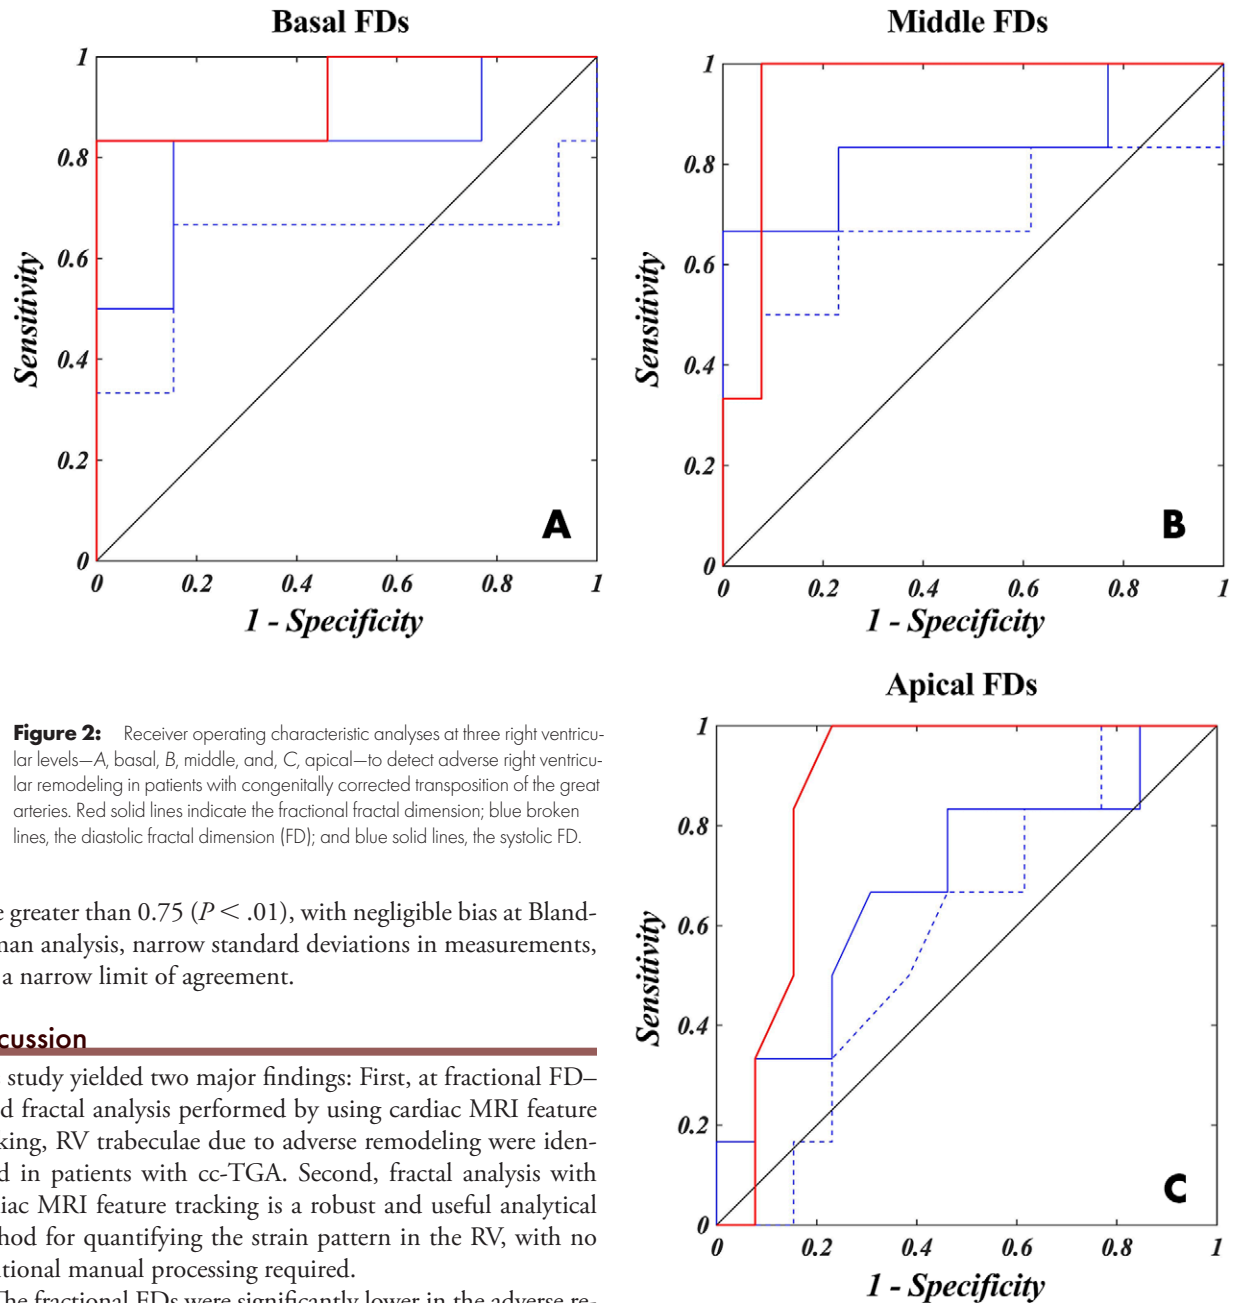 Basal FDs
1
0.8
0.6
0.4
0.2
0
Sensitivity
0 0.2 0.4 0.6 0.8 1
1 - Specificity
A
Middle FDs
1
0.8
0.6
0.4
0.2
0
Sensitivity
0 0.2 0.4 0.6 0.8 1
1 - Specificity
B
Figure 2: Receiver operating characteristic analyses at three right ventricu-
lar levels—A, basal, B, middle, and, C, apical—to detect adverse right ventricu-
lar remodeling in patients with congenitally corrected transposition of the great
arteries. Red solid lines indicate the fractional fractal dimension; blue broken
lines, the diastolic fractal dimension (FD); and blue solid lines, the systolic FD.
Apical FDs
1
0.8
0.6
0.4
0.2
0
Sensitivity
0 0.2 0.4 0.6 0.8 1
1 - Specificity
C
e greater than 0.75 (P < .01), with negligible bias at Bland-
man analysis, narrow standard deviations in measurements,
a narrow limit of agreement.
cussion
study yielded two major findings: First, at fractional FD–
d fractal analysis performed by using cardiac MRI feature
king, RV trabeculae due to adverse remodeling were iden-
d in patients with cc-TGA. Second, fractal analysis with
iac MRI feature tracking is a robust and useful analytical
hod for quantifying the strain pattern in the RV, with no
itional manual processing required.
The fractional FDs were significantly lower in the adverse re-